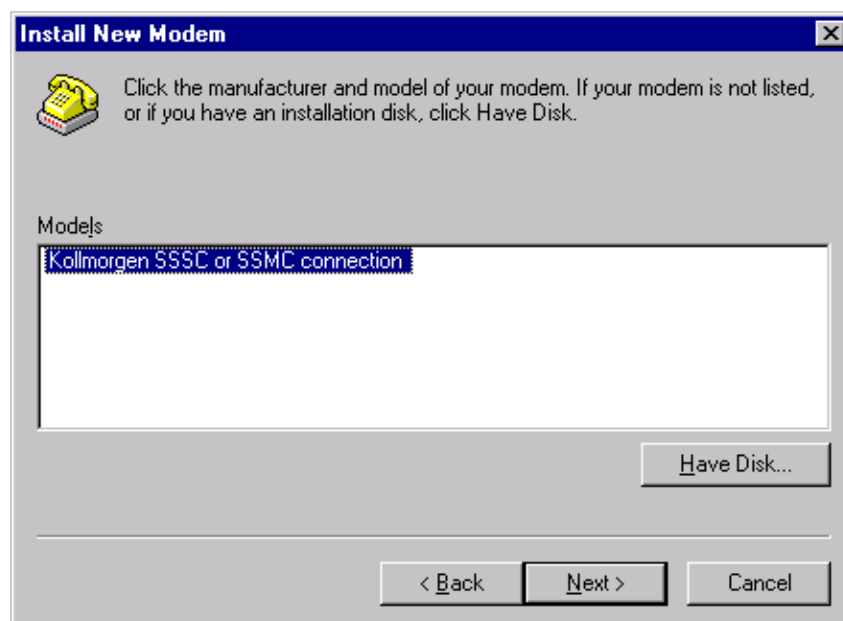 Install New Modem
Click the manufacturer and model of your modem. If your modem is not listed,
or if you have an installation disk, click Have Disk.
Models
Kollmorgen SSSC or SSMC connection
Have Disk...
< Back Next > Cancel